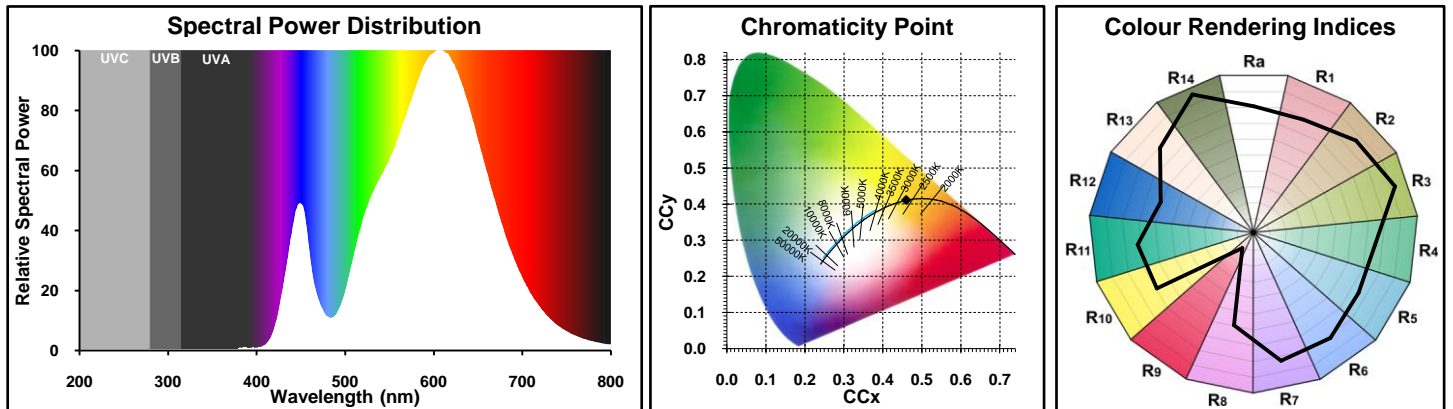 Spectral Power Distribution
Relative Spectral Power
100
80
60
40
20
0
UVC UVB UVA
200 300 400 500 600 700 800
Wavelength (nm)
Chromaticity Point
CCy
0.8
0.7
0.6
0.5
0.4
0.3
0.2
0.1
0.0
50000K
20000K
10000K
8000K
6000K
5000K
4000K
3500K
3000K
2500K
2000K
0.0 0.1 0.2 0.3 0.4 0.5 0.6 0.7
CCx
Colour Rendering Indices
Ra
R1
R2
R3
R4
R5
R6
R7
R8
R9
R10
R11
R12
R13
R14